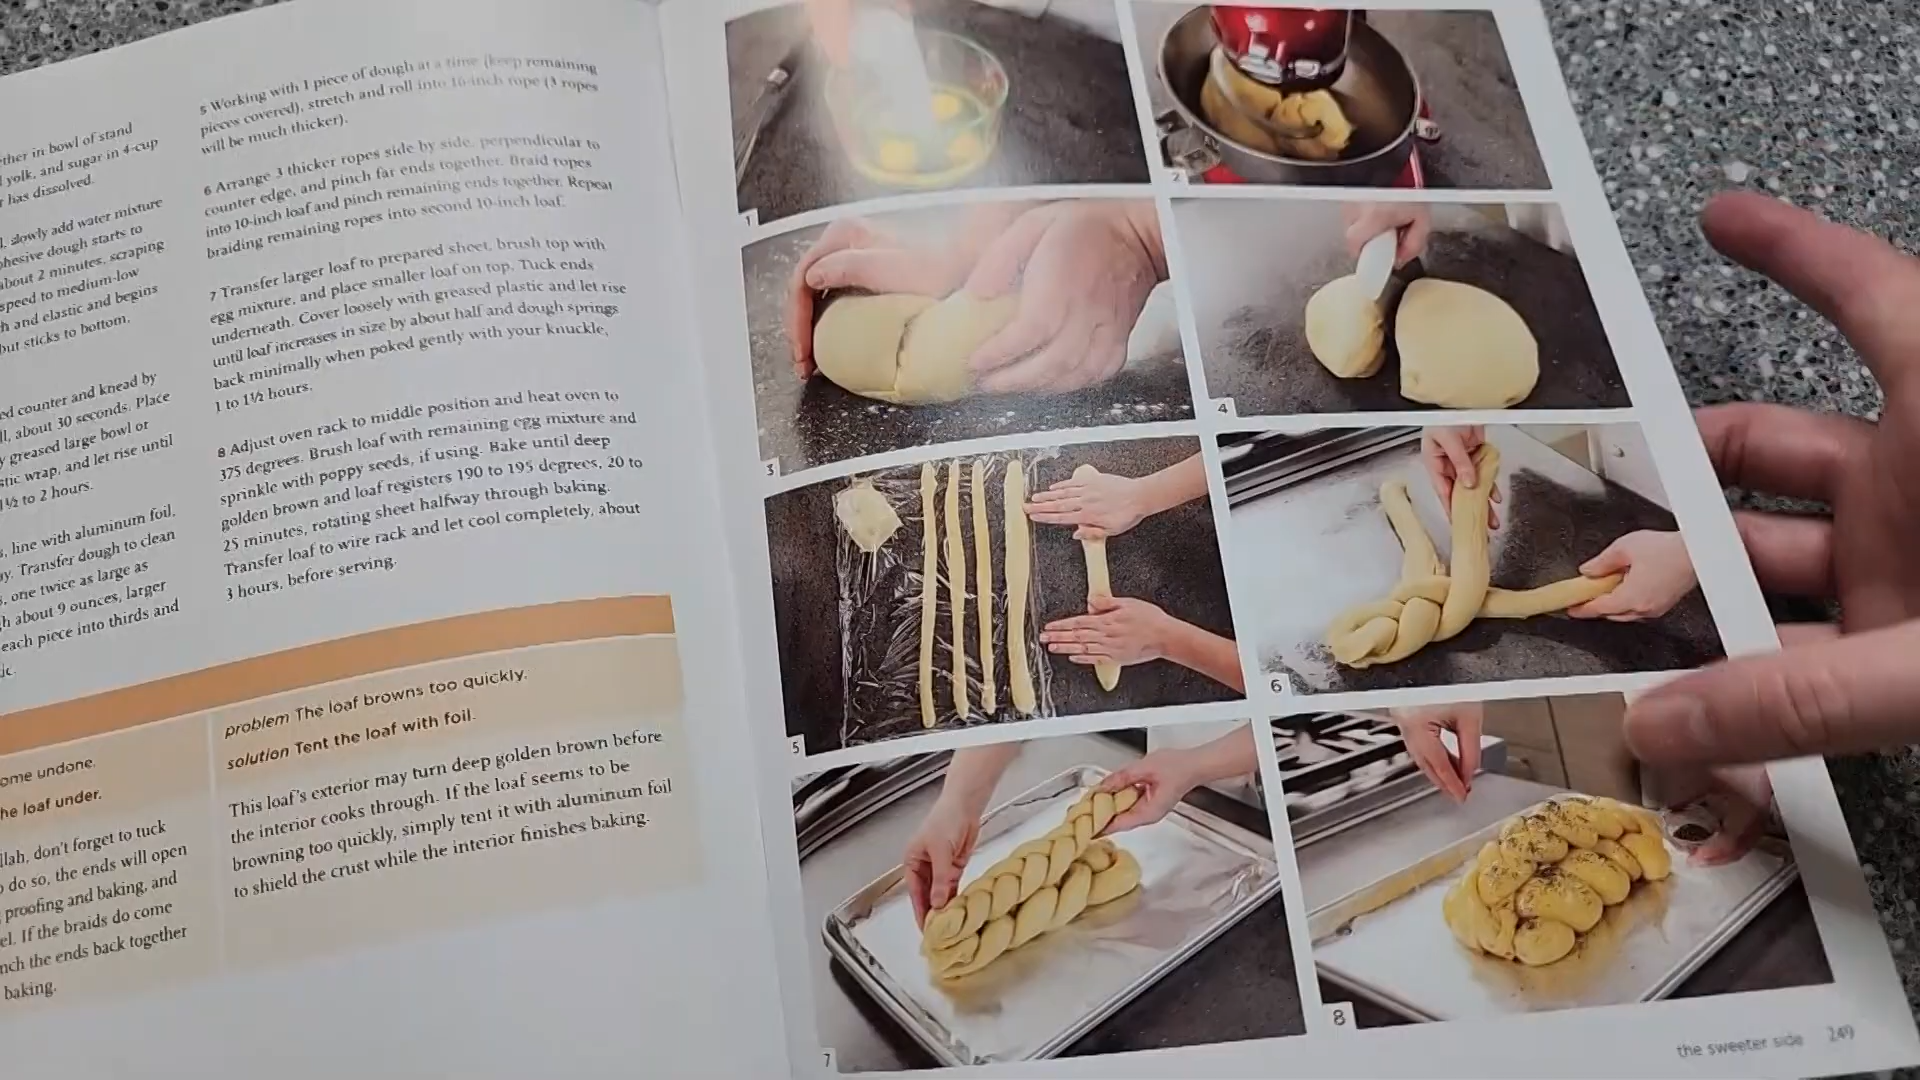 ther in bowl of stand
yolk, and sugar in 4-cup
has dissolved.
slowly add water mixture
hesive dough starts to
about 2 minutes, scraping
speed to medium-low
h and elastic and begins
but sticks to bottom,
ed counter and knead by
ll, about 30 seconds. Place
greased large bowl or
stic wrap, and let rise until
1½ to 2 hours.
line with aluminum foil,
ay. Transfer dough to clean
s, one twice as large as
h about 9 ounces, larger
each piece into thirds and
ic.
5 Working with 1 piece of dough at a time (keep remaining
pieces covered), stretch and roll into 16-inch rope (3 ropes
will be much thicker).
6 Arrange 3 thicker ropes side by side, perpendicular to
counter edge, and pinch far ends together. Braid ropes
into 10-inch loaf and pinch remaining ends together. Repeat
braiding remaining ropes into second 10-inch loaf.
7 Transfer larger loaf to prepared sheet, brush top with
egg mixture, and place smaller loaf on top. Tuck ends
underneath. Cover loosely with greased plastic and let rise
until loaf increases in size by about half and dough springs
back minimally when poked gently with your knuckle,
1 to 1½ hours.
8 Adjust oven rack to middle position and heat oven to
375 degrees. Brush loaf with remaining egg mixture and
sprinkle with poppy seeds, if using. Bake until deep
golden brown and loaf registers 190 to 195 degrees, 20 to
25 minutes, rotating sheet halfway through baking.
Transfer loaf to wire rack and let cool completely, about
3 hours, before serving.
ome undone.
he loaf under.
llah, don't forget to tuck
o do so, the ends will open
proofing and baking, and
el. If the braids do come
nch the ends back together
baking.
problem The loaf browns too quickly.
solution Tent the loaf with foil.
This loaf's exterior may turn deep golden brown before
the interior cooks through. If the loaf seems to be
browning too quickly, simply tent it with aluminum foil
to shield the crust while the interior finishes baking.
1
2
3
4
5
6
7
8
the sweeter side 249